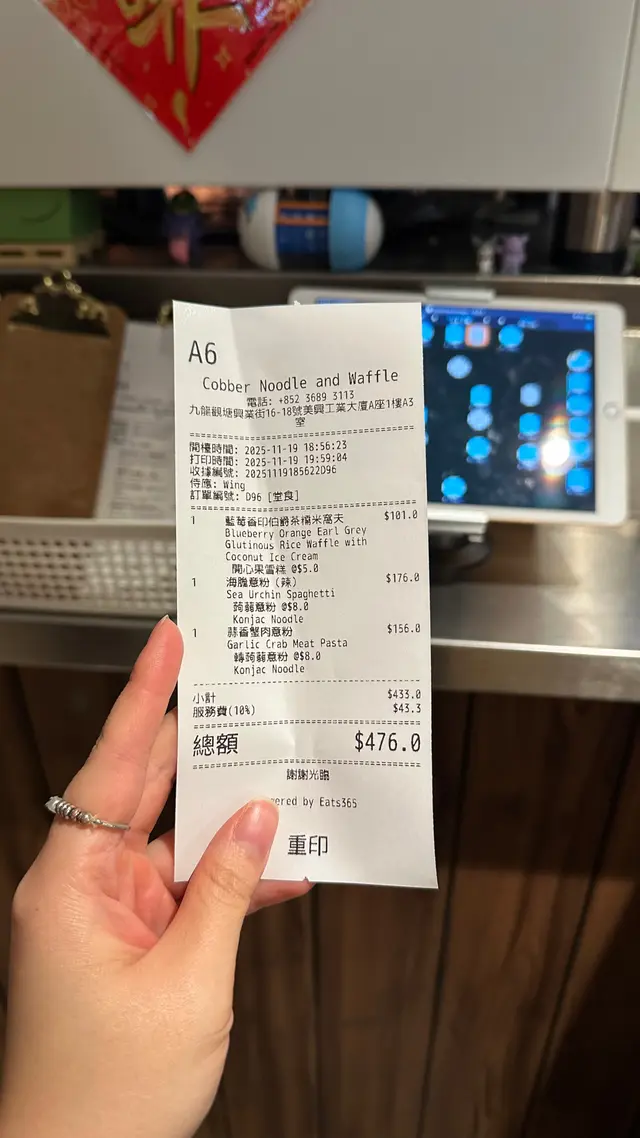 A6
Cobber Noodle and Waffle
電話: +852 3689 3113
九龍觀塘興業街16-18號美興工業大廈A座1樓A3
室
開檯時間: 2025-11-19 18:56:23
打印時間: 2025-11-19 19:59:04
收據編號: 20251119185622D96
侍應: Wing
訂單編號: D96 [堂食]
1 藍莓香印伯爵茶糯米窩夫 $101.0
Blueberry Orange Earl Grey
Glutinous Rice Waffle with
Coconut Ice Cream
開心果雪糕 @$5.0
1 海膽意粉（辣） $176.0
Sea Urchin Spaghetti
蒟蒻意粉 @$8.0
Konjac Noodle
1 蒜香蟹肉意粉 $156.0
Garlic Crab Meat Pasta
轉蒟蒻意粉 @$8.0
Konjac Noodle
小計 $433.0
服務費(10%) $43.3
總額 $476.0
謝謝光臨
ered by Eats365
重印